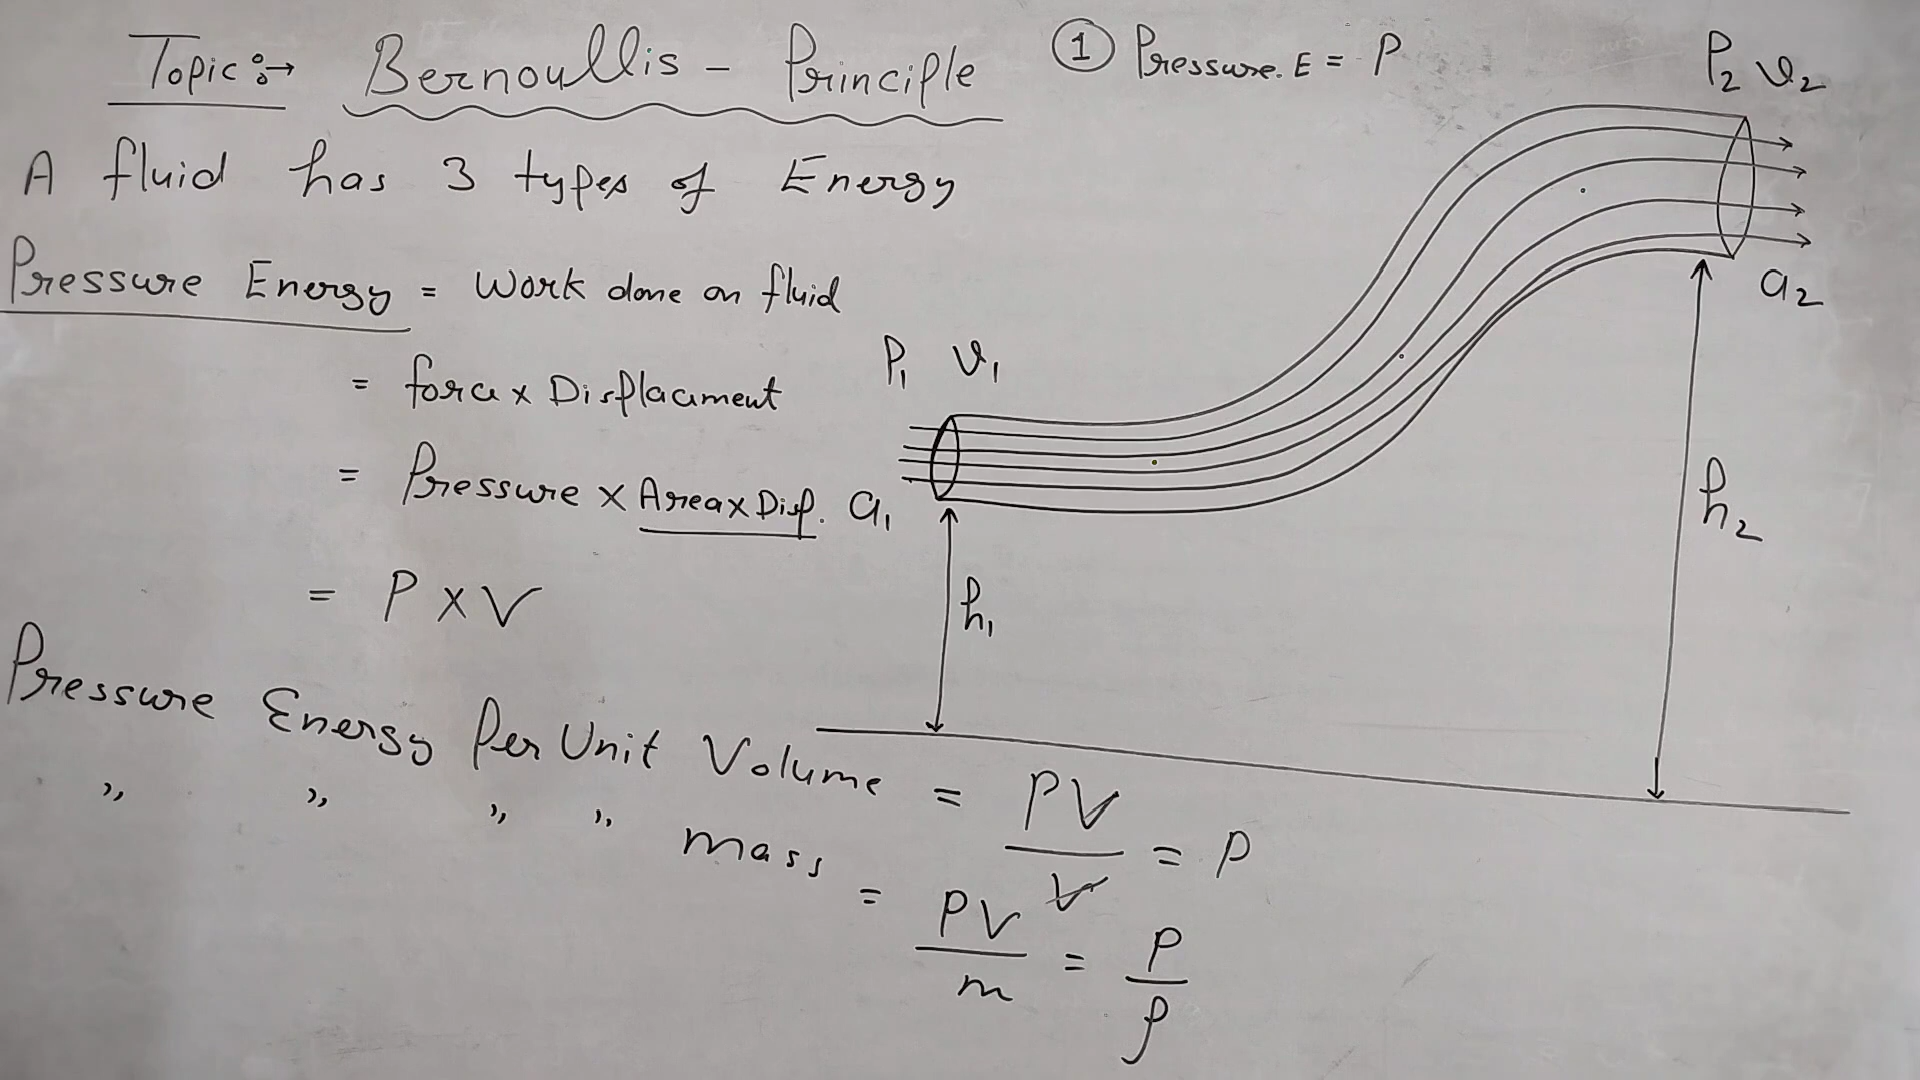 Topic :→ Bernoullis - Principle
A fluid has 3 types of Energy
Pressure Energy = Work done on fluid
= force x Displacement
= Pressure x Area x Disp.
= P x V
Pressure Energy Per Unit Volume = PV / V = P
" " " " mass = PV / m = P / ρ
① Pressure. E = P
P₂ v₂
a₂
P₁ v₁
a₁
h₁
h₂